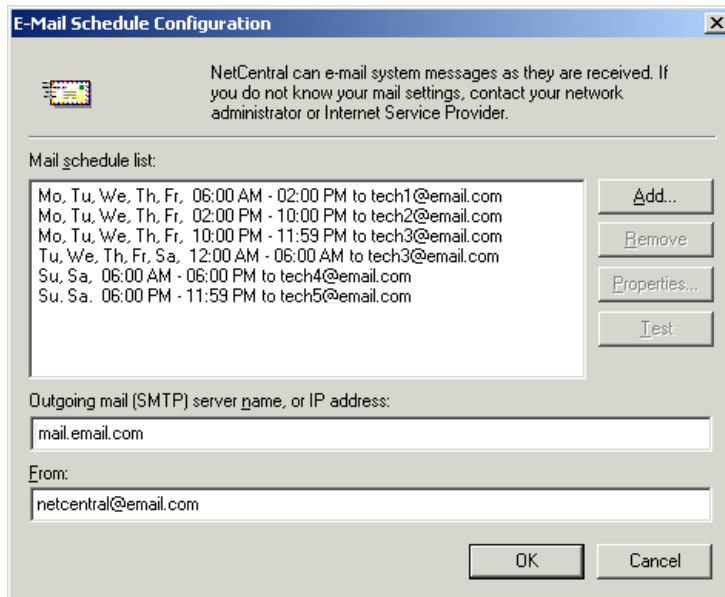 E-Mail Schedule Configuration
NetCentral can e-mail system messages as they are received. If
you do not know your mail settings, contact your network
administrator or Internet Service Provider.
Mail schedule list:
Mo, Tu, We, Th, Fr,  06:00 AM - 02:00 PM to tech1@email.com
Mo, Tu, We, Th, Fr,  02:00 PM - 10:00 PM to tech2@email.com
Mo, Tu, We, Th, Fr,  10:00 PM - 11:59 PM to tech3@email.com
Tu, We, Th, Fr, Sa,  12:00 AM - 06:00 AM to tech3@email.com
Su, Sa,  06:00 AM - 06:00 PM to tech4@email.com
Su. Sa.  06:00 PM - 11:59 PM to tech5@email.com
Add...
Remove
Properties...
Test
Outgoing mail (SMTP) server name, or IP address:
mail.email.com
From:
netcentral@email.com
OK
Cancel